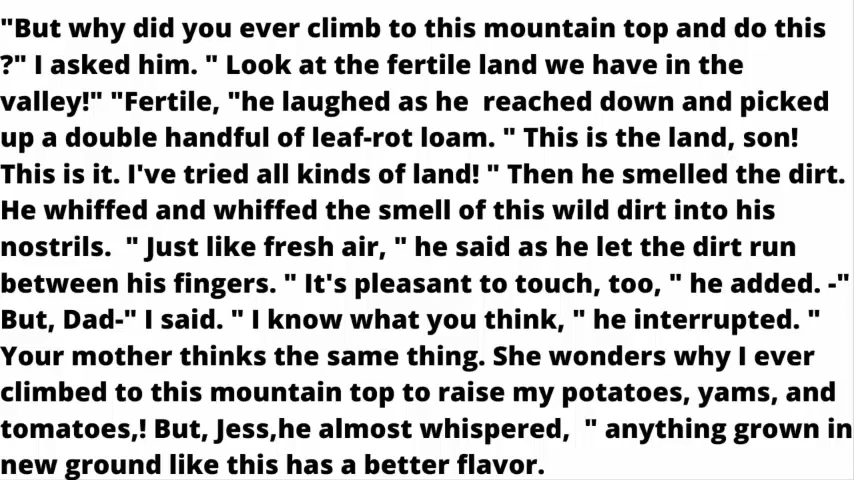 "But why did you ever climb to this mountain top and do this
?" I asked him. " Look at the fertile land we have in the
valley!" "Fertile, "he laughed as he  reached down and picked
up a double handful of leaf-rot loam. " This is the land, son!
This is it. I've tried all kinds of land! " Then he smelled the dirt.
He whiffed and whiffed the smell of this wild dirt into his
nostrils.  " Just like fresh air, " he said as he let the dirt run
between his fingers. " It's pleasant to touch, too, " he added. -"
But, Dad-" I said. " I know what you think, " he interrupted. "
Your mother thinks the same thing. She wonders why I ever
climbed to this mountain top to raise my potatoes, yams, and
tomatoes,! But, Jess,he almost whispered,  " anything grown in
new ground like this has a better flavor.